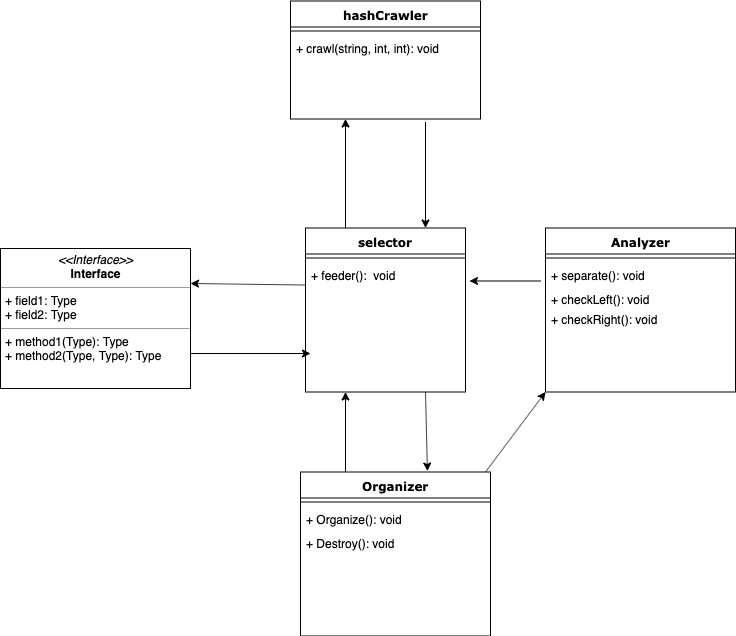 hashCrawler
+ crawl(string, int, int): void
selector
+ feeder():  void
Analyzer
+ separate(): void
+ checkLeft(): void
+ checkRight(): void
<<Interface>>
Interface
+ field1: Type
+ field2: Type
+ method1(Type): Type
+ method2(Type, Type): Type
Organizer
+ Organize(): void
+ Destroy(): void